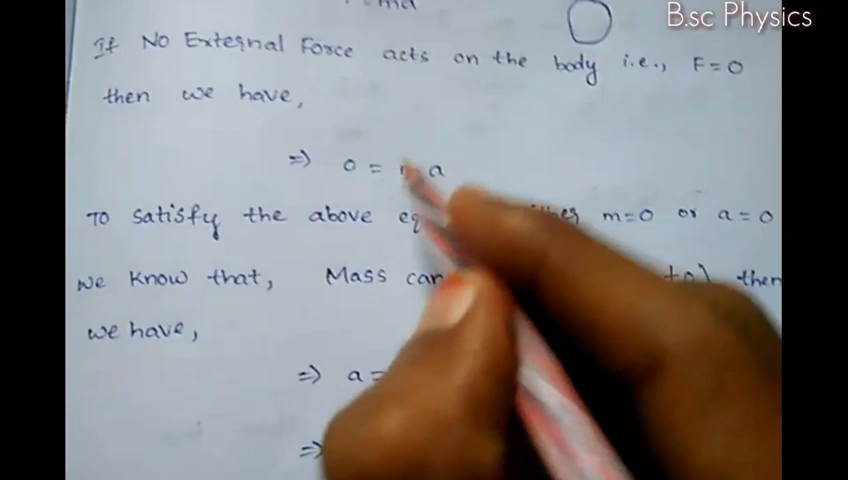 B.sc Physics
If No External Force acts on the body i.e., F=0
then we have,
=> 0 = a
To satisfy the above m=0 or a=0
we know that, Mass then
we have,
=> a=
=>